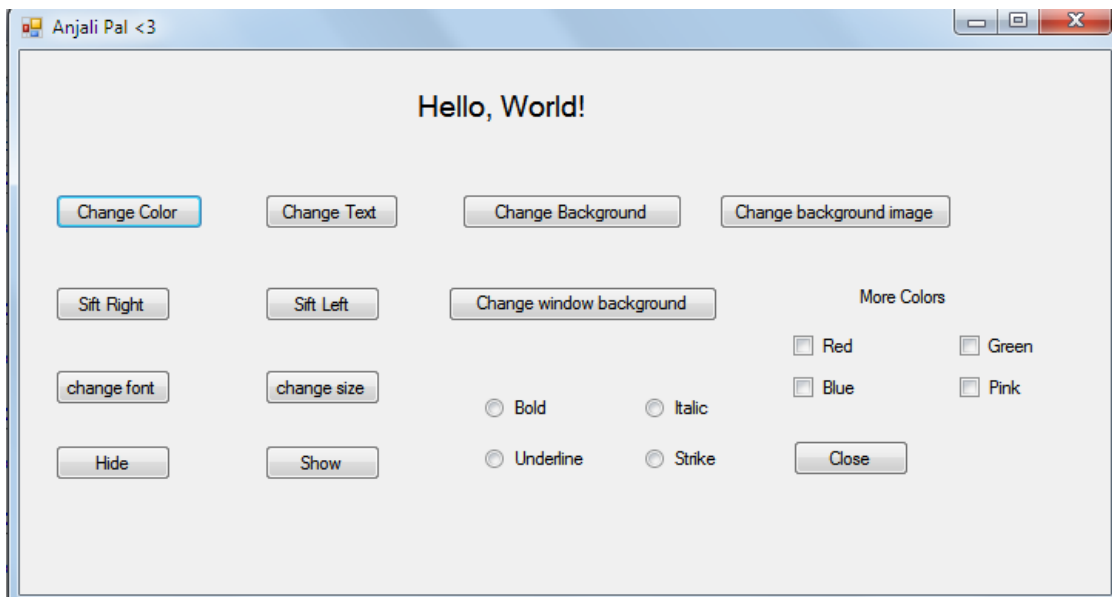 Anjali Pal <3
Hello, World!
Change Color Change Text Change Background Change background image
Sift Right Sift Left Change window background More Colors
Red Green
change font change size Blue Pink
Bold Italic
Hide Show Underline Strike Close